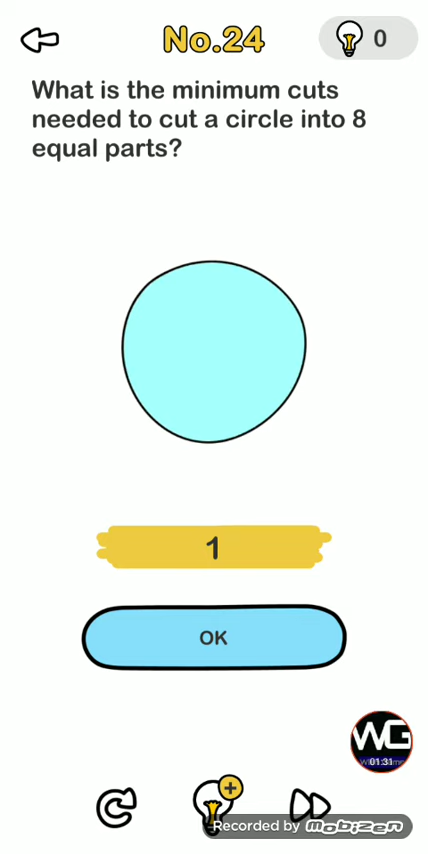 No.24
0
What is the minimum cuts
needed to cut a circle into 8
equal parts?
1
OK
WG
01:31
Recorded by mobizen